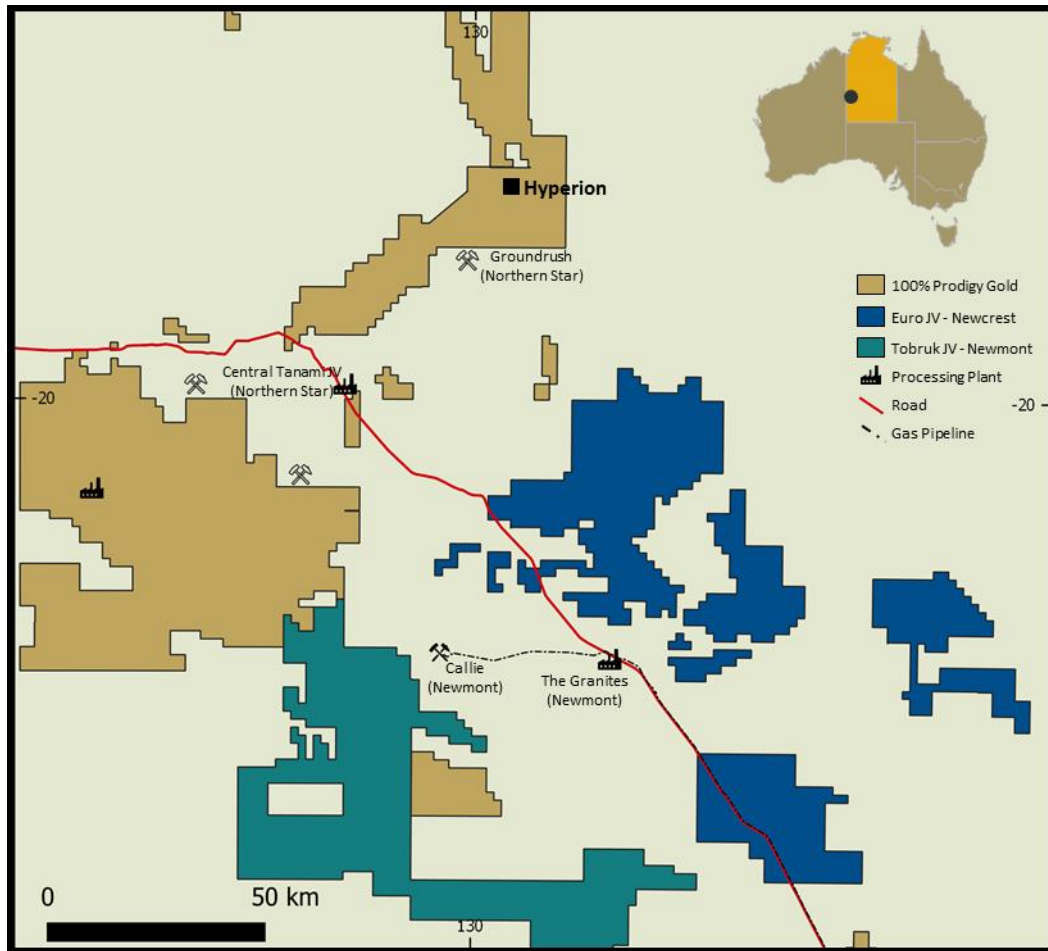 130
Hyperion
Groundrush
(Northern Star)
100% Prodigy Gold
Euro JV - Newcrest
Tobruk JV - Newmont
Processing Plant
Road
Gas Pipeline
Central Tanami JV
(Northern Star)
-20
-20
Callie
(Newmont)
The Granites
(Newmont)
0
50 km
130